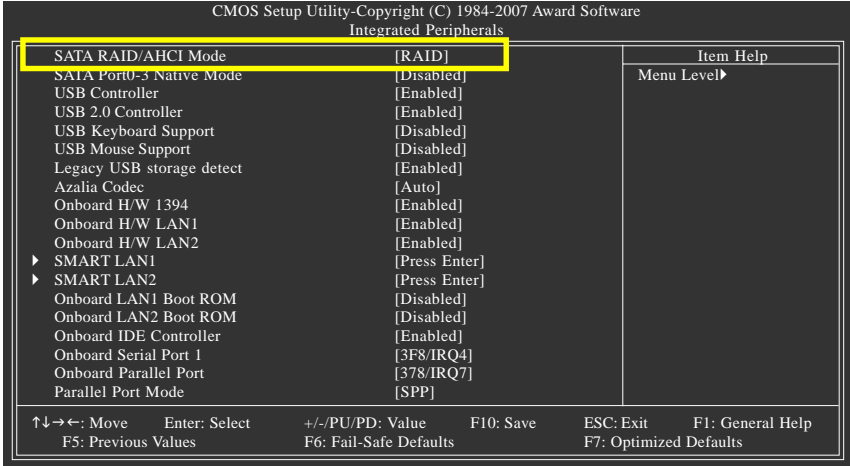 CMOS Setup Utility-Copyright (C) 1984-2007 Award Software
Integrated Peripherals
SATA RAID/AHCI Mode [RAID] Item Help
SATA Port0-3 Native Mode [Disabled] Menu Level▶
USB Controller [Enabled]
USB 2.0 Controller [Enabled]
USB Keyboard Support [Disabled]
USB Mouse Support [Disabled]
Legacy USB storage detect [Enabled]
Azalia Codec [Auto]
Onboard H/W 1394 [Enabled]
Onboard H/W LAN1 [Enabled]
Onboard H/W LAN2 [Enabled]
▶ SMART LAN1 [Press Enter]
▶ SMART LAN2 [Press Enter]
Onboard LAN1 Boot ROM [Disabled]
Onboard LAN2 Boot ROM [Disabled]
Onboard IDE Controller [Enabled]
Onboard Serial Port 1 [3F8/IRQ4]
Onboard Parallel Port [378/IRQ7]
Parallel Port Mode [SPP]
↑↓→←: Move Enter: Select +/-/PU/PD: Value F10: Save ESC: Exit F1: General Help
F5: Previous Values F6: Fail-Safe Defaults F7: Optimized Defaults